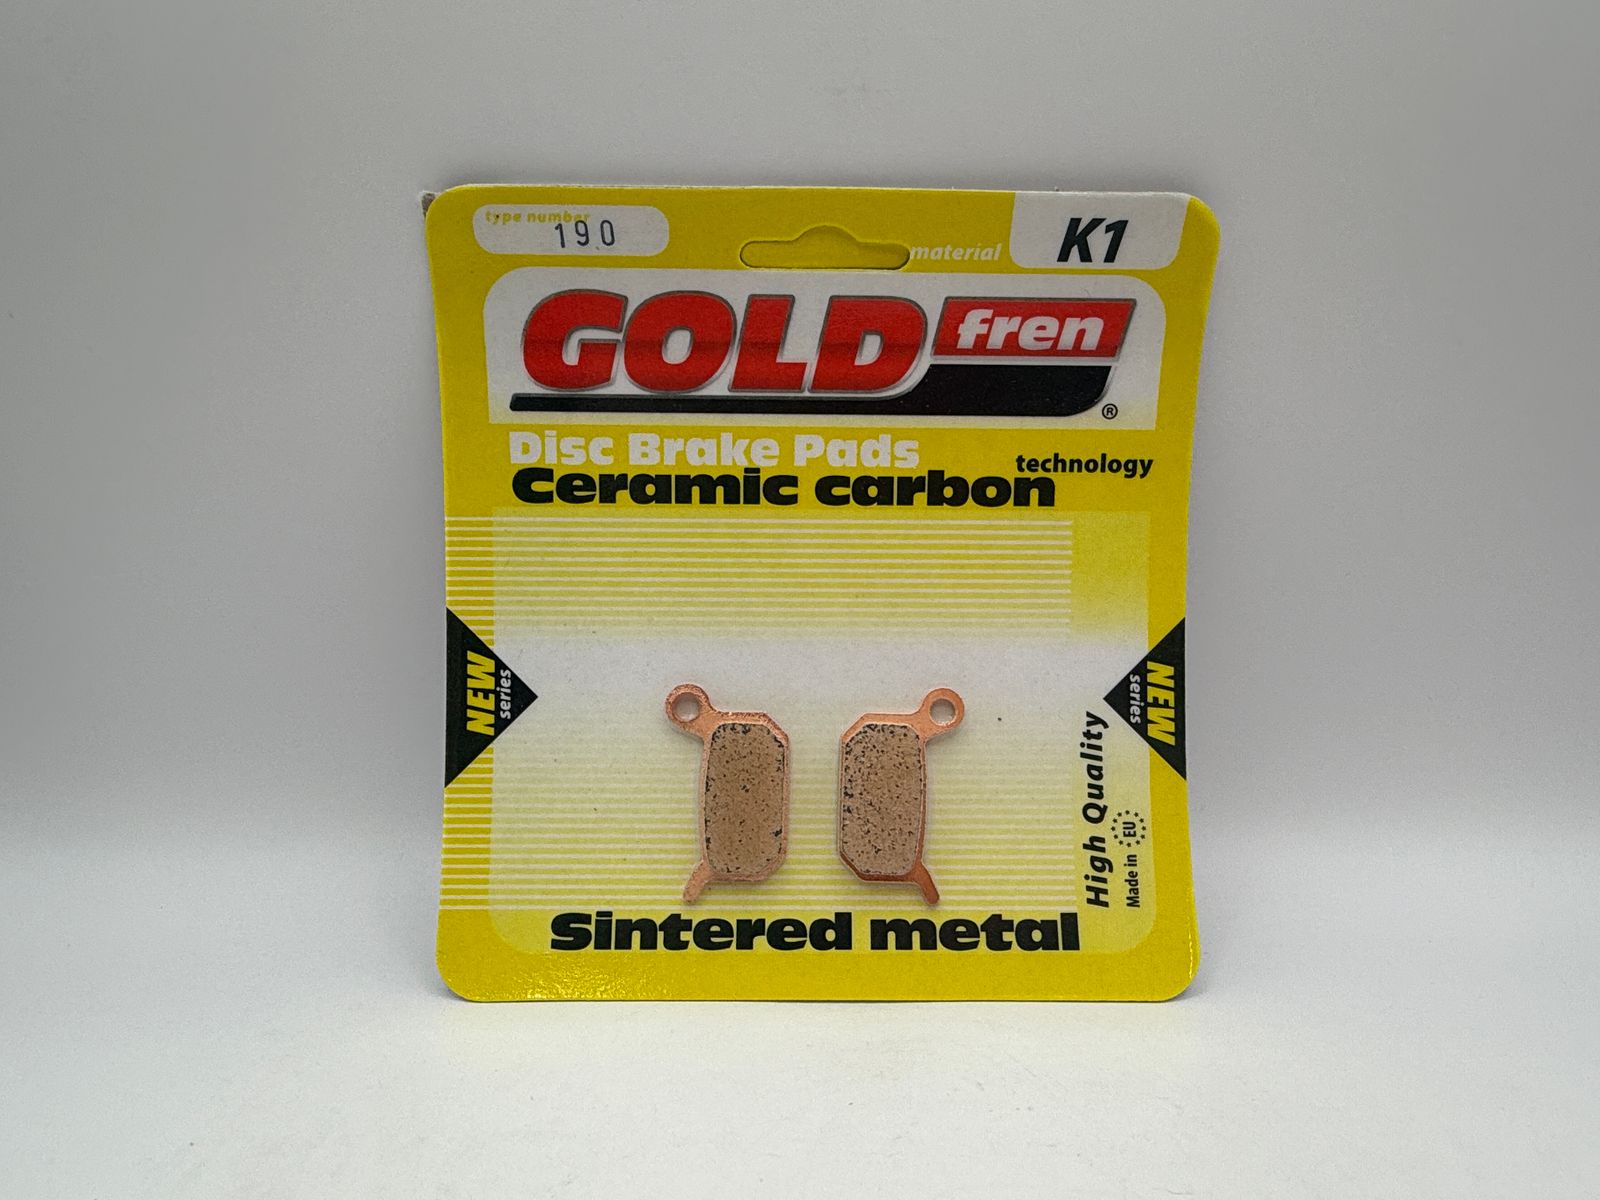 type number
190
material
K1
GOLD fren
®
Disc Brake Pads
Ceramic carbon technology
NEW
series
NEW
series
High Quality
Made in EU
Sintered metal